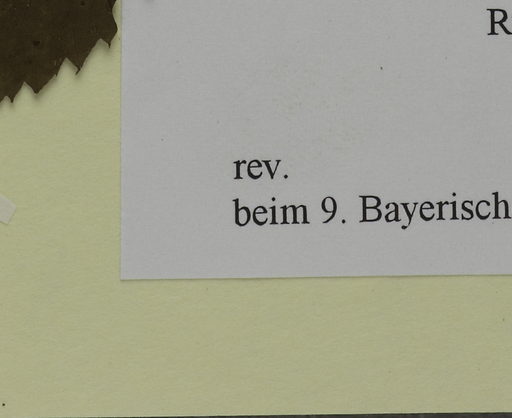 R
rev.
beim 9. Bayerisch